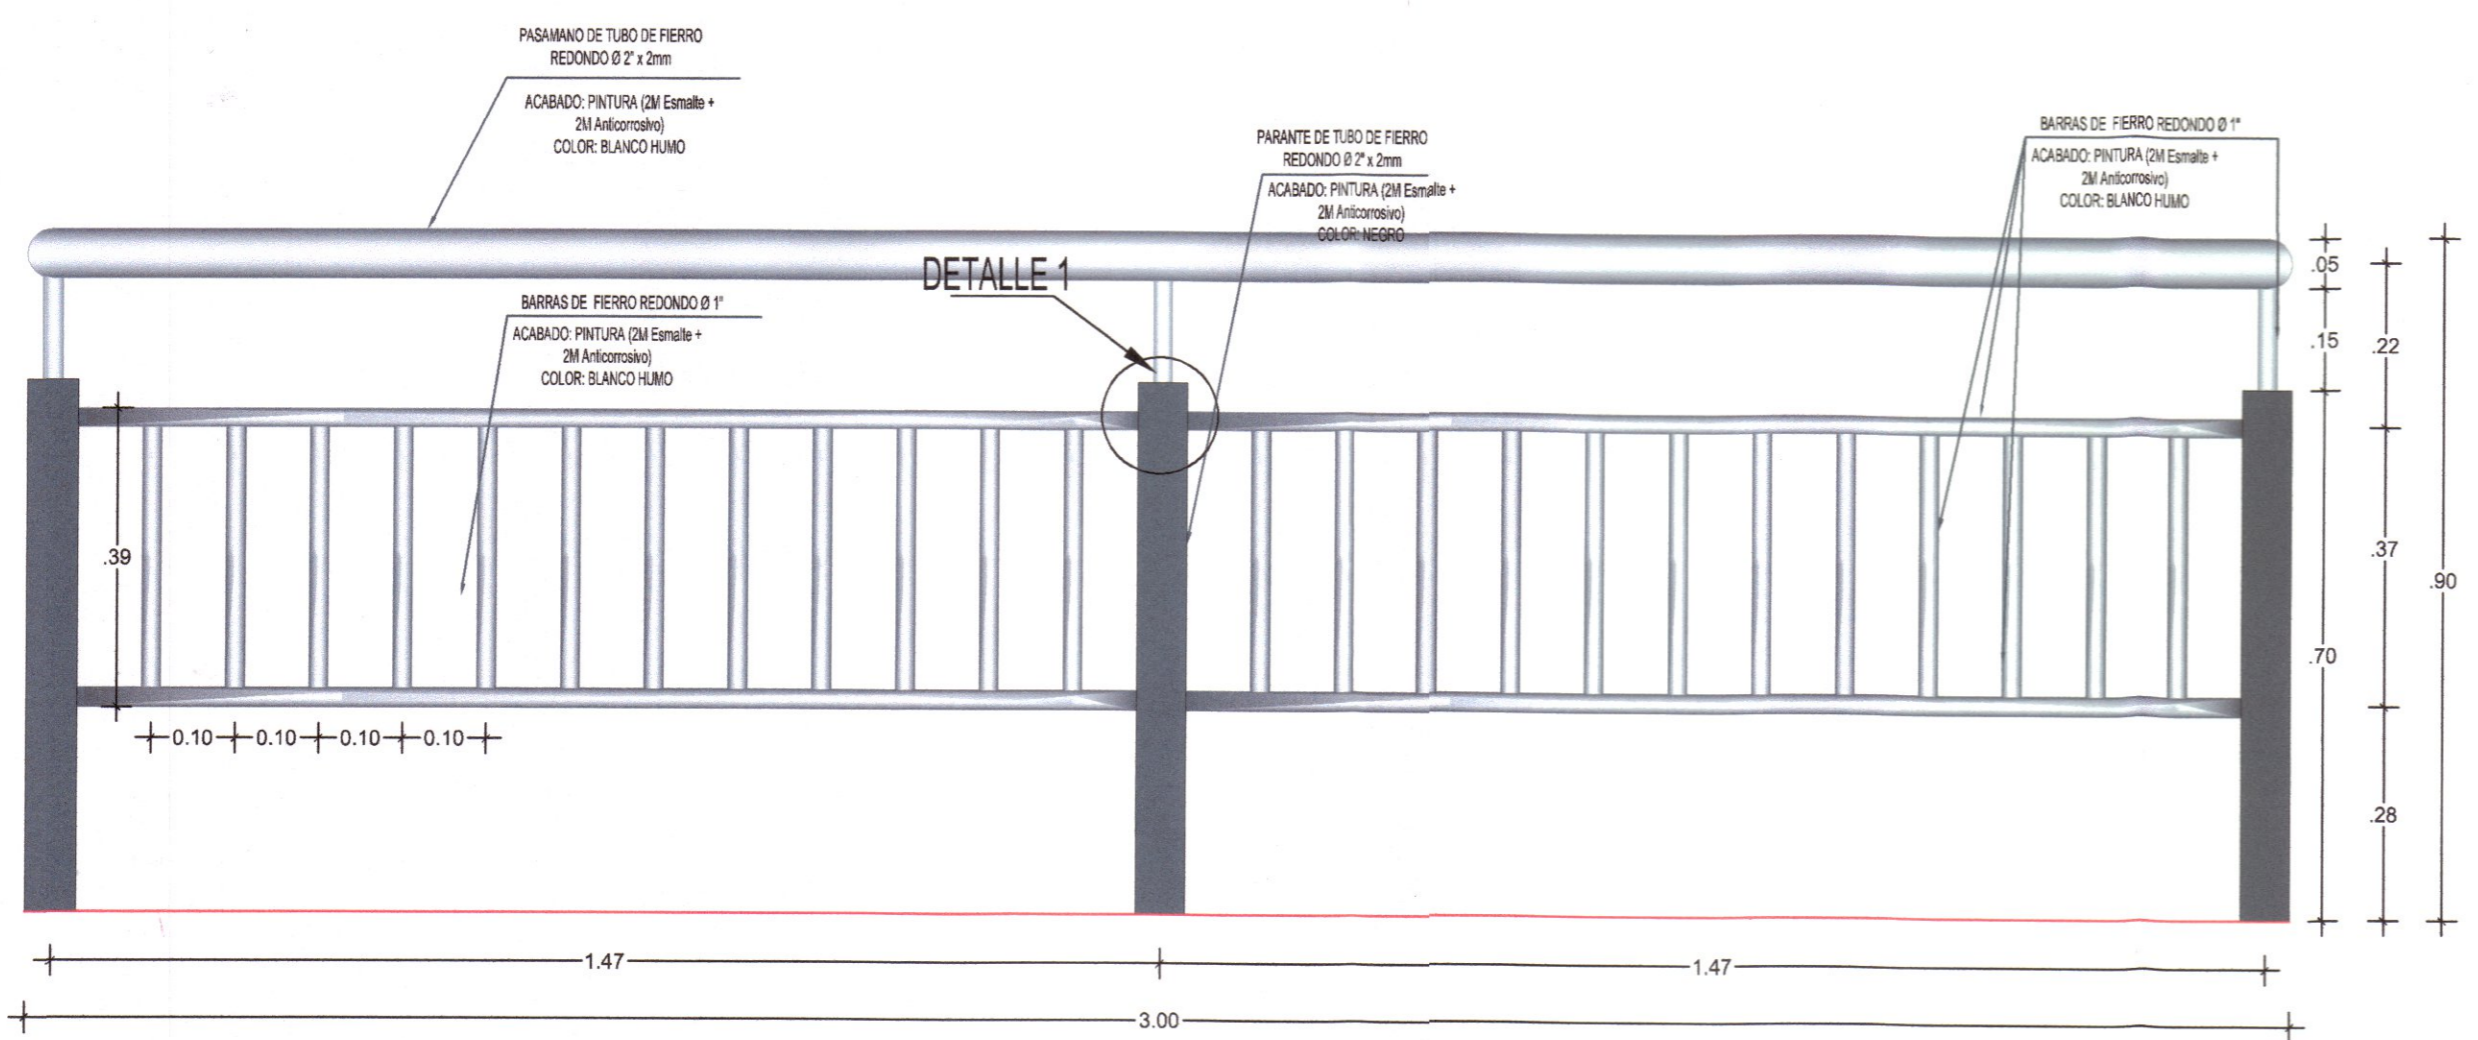 PASAMANO DE TUBO DE FIERRO
REDONDO Ø 2" x 2mm
ACABADO: PINTURA (2M Esmalte +
2M Anticorrosivo)
COLOR: BLANCO HUMO
PARANTE DE TUBO DE FIERRO
REDONDO Ø 2" x 2mm
ACABADO: PINTURA (2M Esmalte +
2M Anticorrosivo)
COLOR: NEGRO
BARRAS DE FIERRO REDONDO Ø 1"
ACABADO: PINTURA (2M Esmalte +
2M Anticorrosivo)
COLOR: BLANCO HUMO
DETALLE 1
BARRAS DE FIERRO REDONDO Ø 1"
ACABADO: PINTURA (2M Esmalte +
2M Anticorrosivo)
COLOR: BLANCO HUMO
.05
.15
.22
.39
.37
.90
.70
0.10 0.10 0.10 0.10
.28
1.47
1.47
3.00